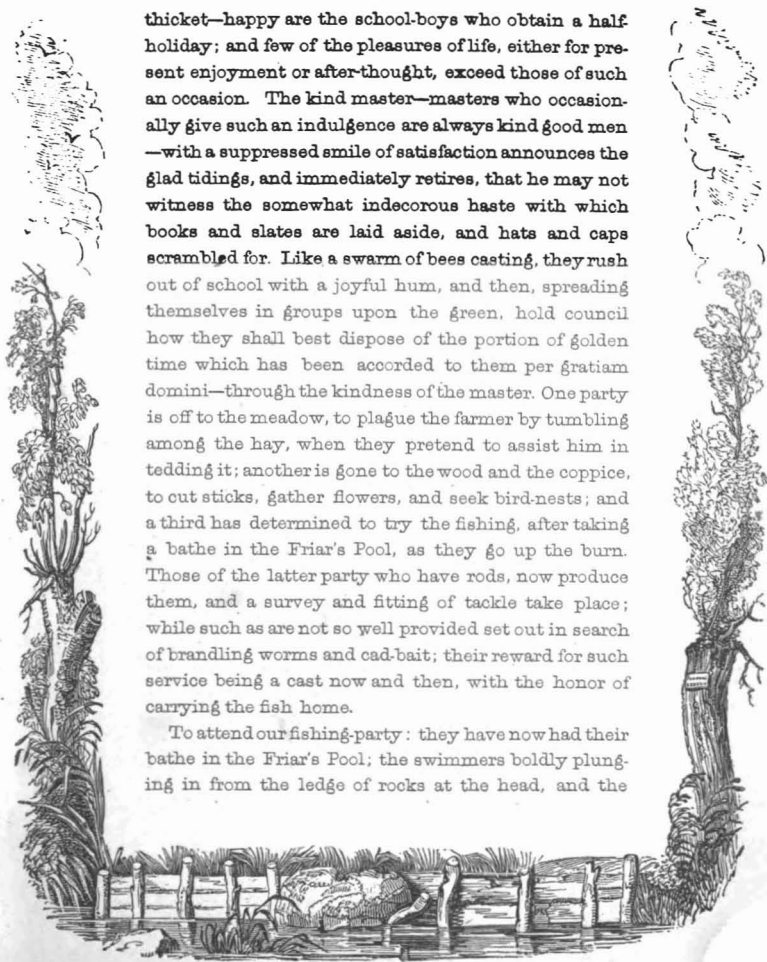 thicket—happy are the school-boys who obtain a half-
holiday; and few of the pleasures of life, either for pre-
sent enjoyment or after-thought, exceed those of such
an occasion. The kind master—masters who occasion-
ally give such an indulgence are always kind good men
—with a suppressed smile of satisfaction announces the
glad tidings, and immediately retires, that he may not
witness the somewhat indecorous haste with which
books and slates are laid aside, and hats and caps
scrambled for. Like a swarm of bees casting, they rush
out of school with a joyful hum, and then, spreading
themselves in groups upon the green, hold council
how they shall best dispose of the portion of golden
time which has been accorded to them per gratiam
domini—through the kindness of the master. One party
is off to the meadow, to plague the farmer by tumbling
among the hay, when they pretend to assist him in
tedding it; another is gone to the wood and the coppice,
to cut sticks, gather flowers, and seek bird-nests; and
a third has determined to try the fishing, after taking
a bathe in the Friar's Pool, as they go up the burn.
Those of the latter party who have rods, now produce
them, and a survey and fitting of tackle take place;
while such as are not so well provided set out in search
of brandling worms and cad-bait; their reward for such
service being a cast now and then, with the honor of
carrying the fish home.
To attend our fishing-party: they have now had their
bathe in the Friar's Pool; the swimmers boldly plung-
ing in from the ledge of rocks at the head, and the